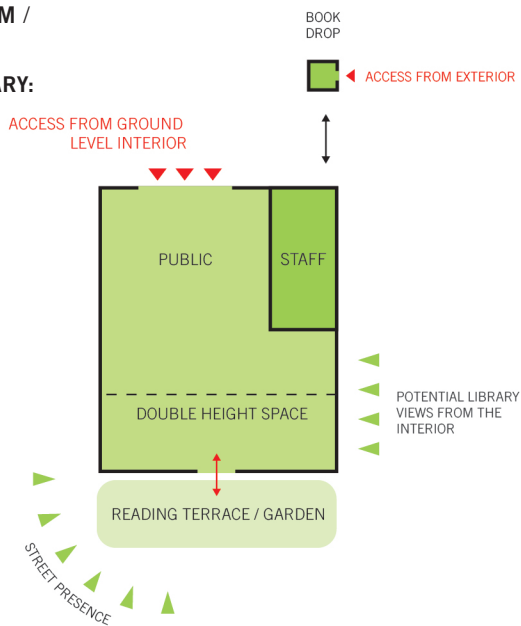 M /
ARY:
BOOK
DROP
ACCESS FROM EXTERIOR
ACCESS FROM GROUND
LEVEL INTERIOR
PUBLIC
STAFF
POTENTIAL LIBRARY
VIEWS FROM THE
INTERIOR
DOUBLE HEIGHT SPACE
READING TERRACE / GARDEN
STREET PRESENCE